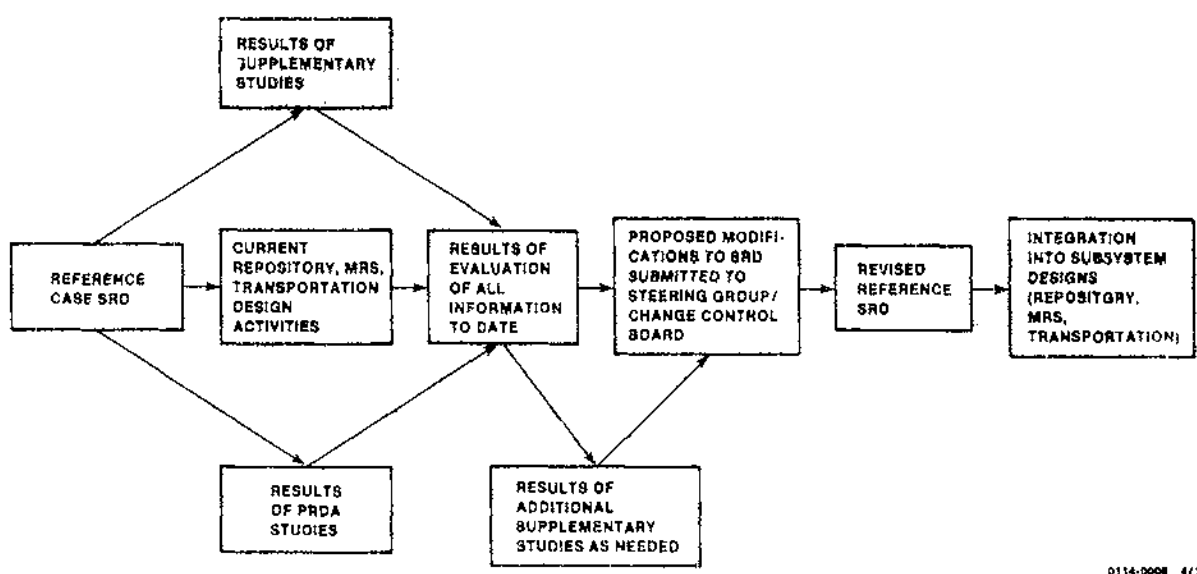 RESULTS OF
SUPPLEMENTARY
STUDIES
REFERENCE
CASE SRD
CURRENT
REPOSITORY, MRS,
TRANSPORTATION
DESIGN
ACTIVITIES
RESULTS OF
EVALUATION
OF ALL
INFORMATION
TO DATE
PROPOSED MODIFI-
CATIONS TO SRD
SUBMITTED TO
STEERING GROUP/
CHANGE CONTROL
BOARD
REVISED
REFERENCE
SRD
INTEGRATION
INTO SUBSYSTEM
DESIGNS
(REPOSITORY,
MRS,
TRANSPORTATION)
RESULTS
OF PRDA
STUDIES
RESULTS OF
ADDITIONAL
SUPPLEMENTARY
STUDIES AS NEEDED